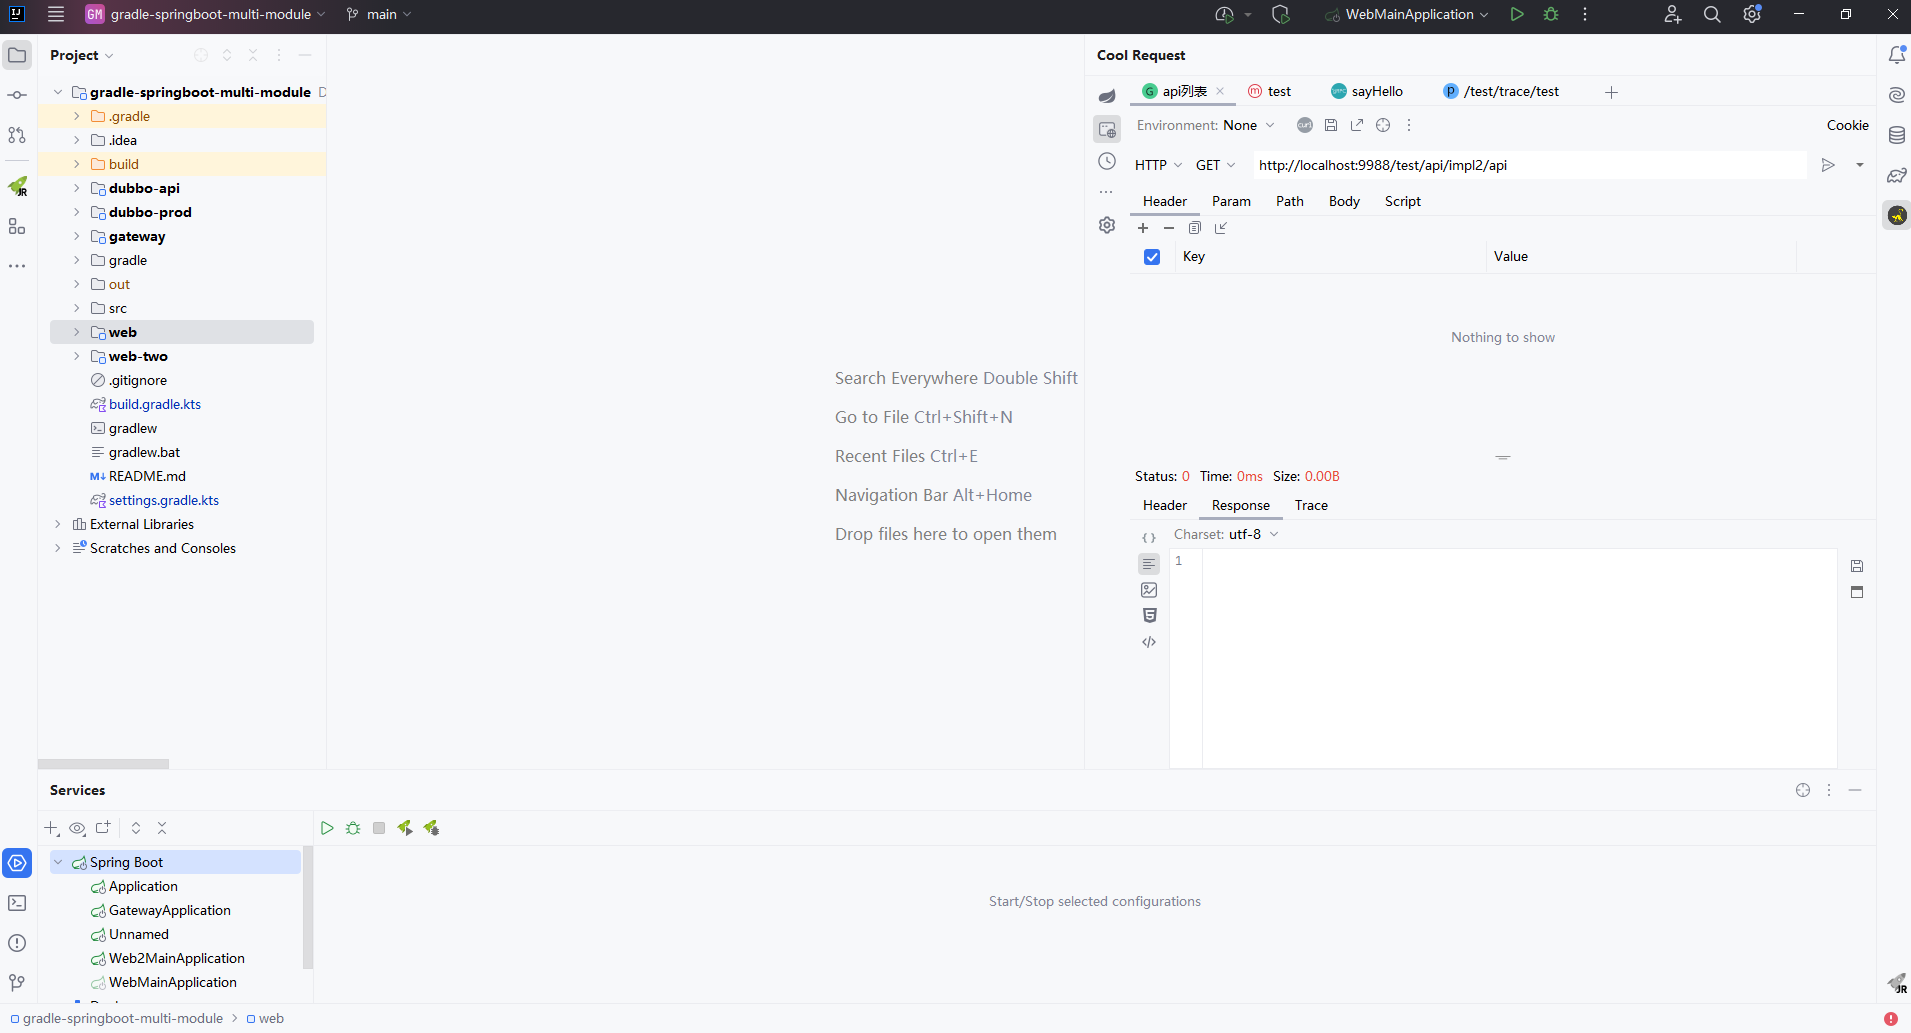 GM gradle-springboot-multi-module main WebMainApplication
Project
gradle-springboot-multi-module D
.gradle
.idea
build
dubbo-api
dubbo-prod
gateway
gradle
out
src
web
web-two
.gitignore
build.gradle.kts
gradlew
gradlew.bat
M↓ README.md
settings.gradle.kts
External Libraries
Scratches and Consoles
Search Everywhere Double Shift
Go to File Ctrl+Shift+N
Recent Files Ctrl+E
Navigation Bar Alt+Home
Drop files here to open them
Cool Request
G api列表 m test sayHello p /test/trace/test
Environment: None curl Cookie
HTTP GET http://localhost:9988/test/api/impl2/api
Header Param Path Body Script
Key Value
Nothing to show
Status: 0 Time: 0ms Size: 0.00B
Header Response Trace
Charset: utf-8
1
Services
Spring Boot
Application
GatewayApplication
Unnamed
Web2MainApplication
WebMainApplication
Start/Stop selected configurations
gradle-springboot-multi-module > web
IJ
JR
JR